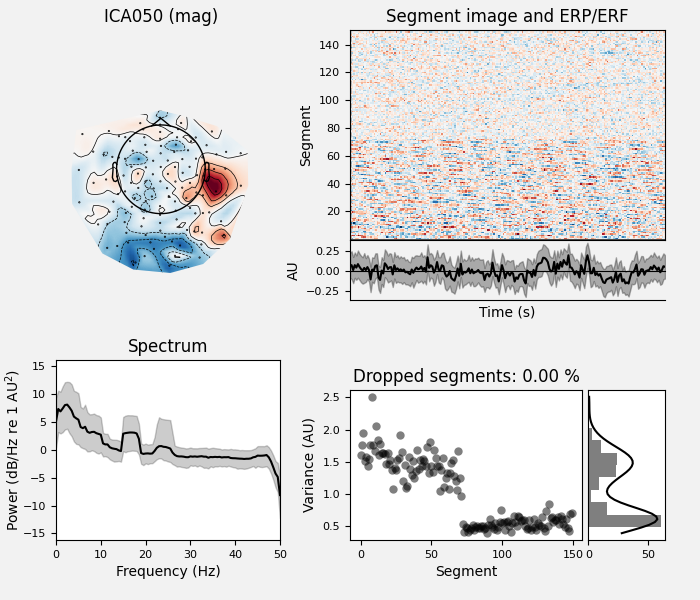 ICA050 (mag)
Segment image and ERP/ERF
Segment
140
120
100
80
60
40
20
AU
0.25
0.00
−0.25
Time (s)
Spectrum
Power (dB/Hz re 1 AU²)
15
10
5
0
−5
−10
−15
0 10 20 30 40 50
Frequency (Hz)
Dropped segments: 0.00 %
Variance (AU)
2.5
2.0
1.5
1.0
0.5
0 50 100 150
Segment
0 50